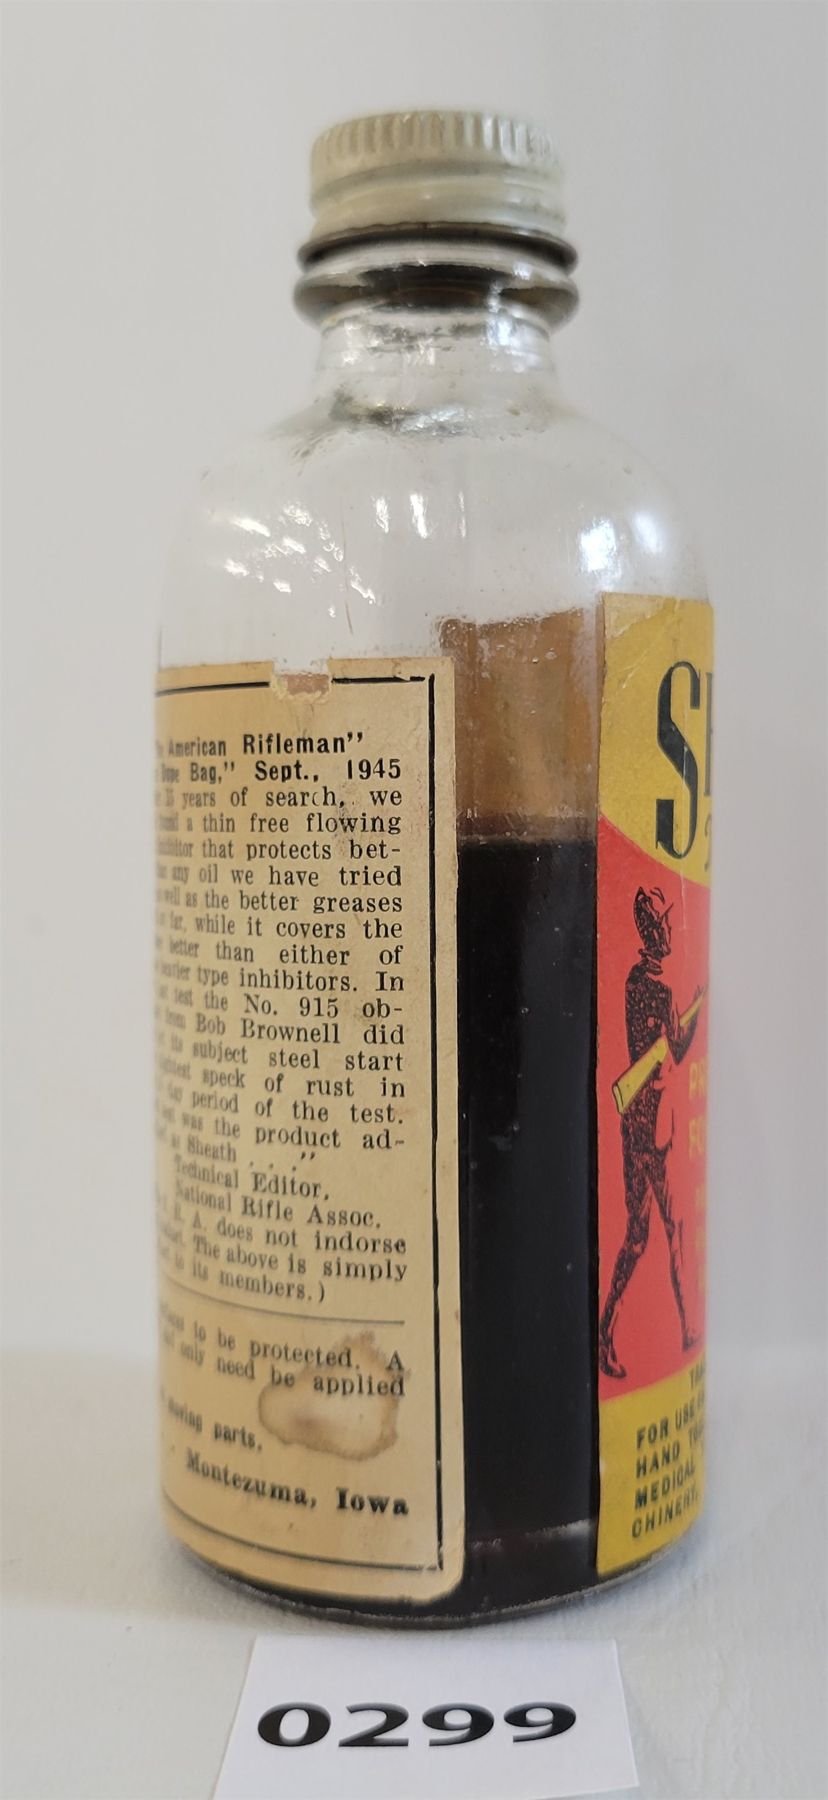 American Rifleman"
Dope Bag," Sept., 1945
35 years of search, we
found a thin free flowing
inhibitor that protects bet-
any oil we have tried
well as the better greases
far, while it covers the
better than either of
type inhibitors. In
test the No. 915 ob-
from Bob Brownell did
its subject steel start
speck of rust in
day period of the test.
was the product ad-
as Sheath . . ."
Technical Editor,
National Rifle Assoc.
R. A. does not indorse
The above is simply
to its members.)
to be protected. A
only need be applied
moving parts.
Montezuma, Iowa
S
FOR USE
HAND
MEDICAL
CHINERY,
0299